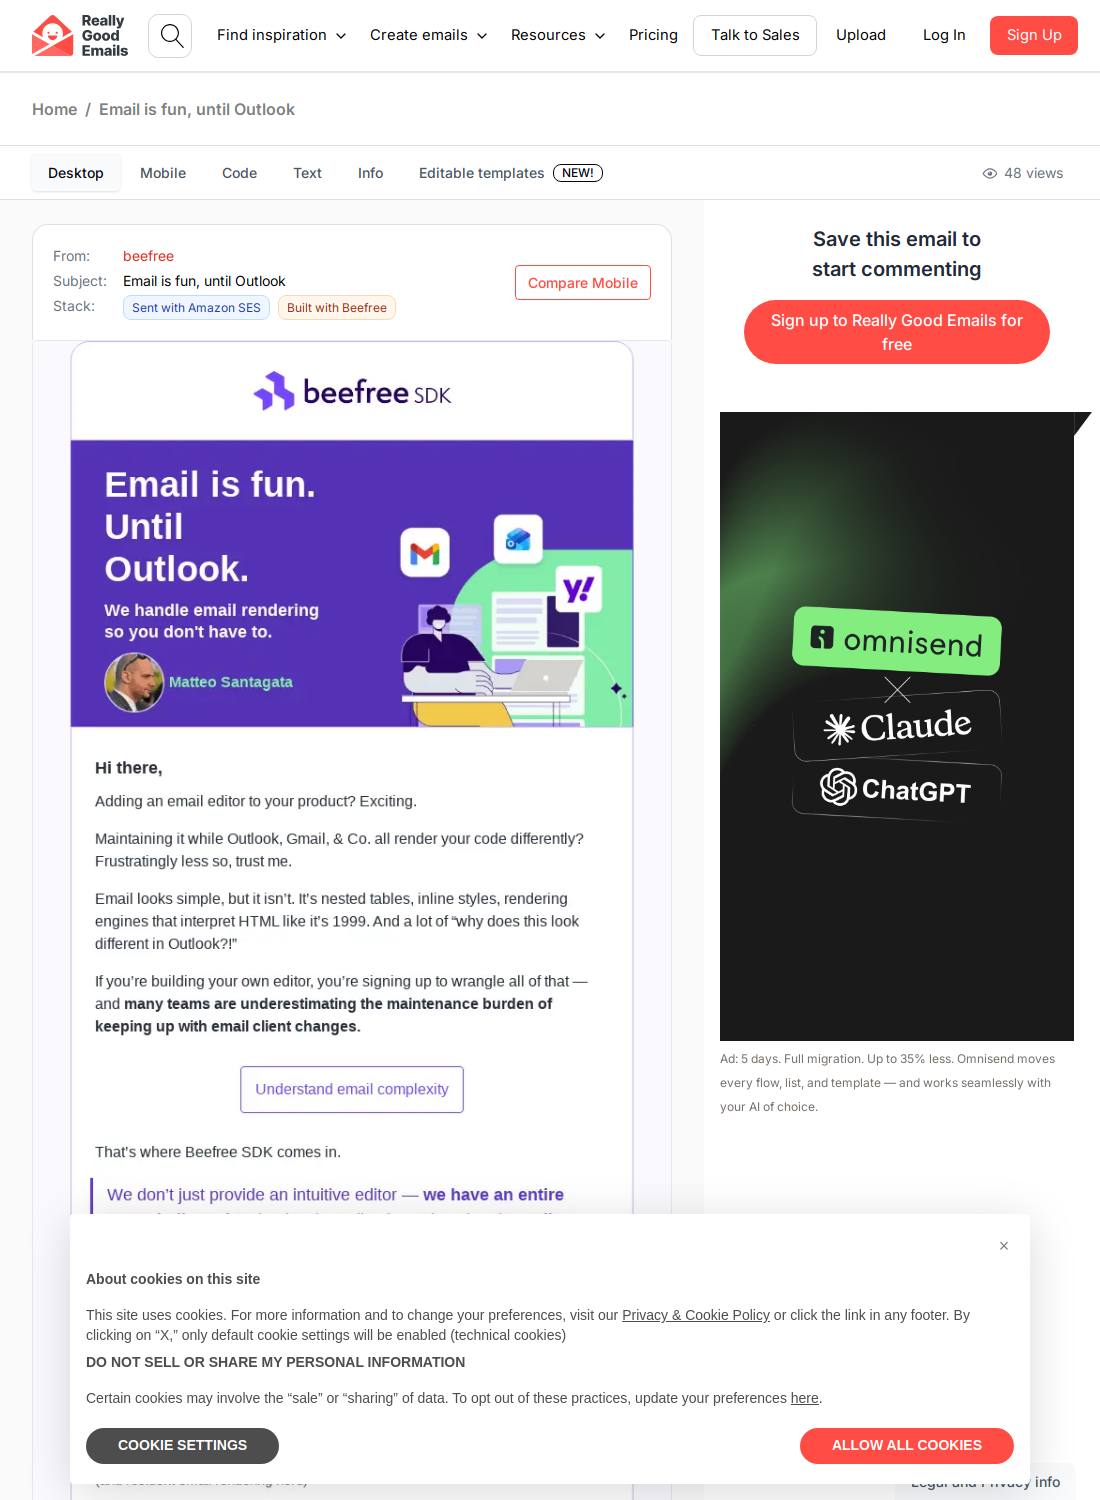 Really
Good
Emails
Find inspiration
Create emails
Resources
Pricing
Talk to Sales
Upload
Log In
Sign Up
Home / Email is fun, until Outlook
Desktop
Mobile
Code
Text
Info
Editable templates NEW!
48 views
From: beefree
Subject: Email is fun, until Outlook
Stack: Sent with Amazon SES Built with Beefree
Compare Mobile
beefree SDK
Email is fun.
Until
Outlook.
We handle email rendering
so you don't have to.
Matteo Santagata
y!
Hi there,
Adding an email editor to your product? Exciting.
Maintaining it while Outlook, Gmail, & Co. all render your code differently?
Frustratingly less so, trust me.
Email looks simple, but it isn’t. It’s nested tables, inline styles, rendering
engines that interpret HTML like it’s 1999. And a lot of “why does this look
different in Outlook?!”
If you’re building your own editor, you’re signing up to wrangle all of that —
and many teams are underestimating the maintenance burden of
keeping up with email client changes.
Understand email complexity
That’s where Beefree SDK comes in.
We don’t just provide an intuitive editor — we have an entire
Save this email to
start commenting
Sign up to Really Good Emails for
free
omnisend
Claude
ChatGPT
Ad: 5 days. Full migration. Up to 35% less. Omnisend moves
every flow, list, and template — and works seamlessly with
your AI of choice.
×
About cookies on this site
This site uses cookies. For more information and to change your preferences, visit our Privacy & Cookie Policy or click the link in any footer. By
clicking on “X,” only default cookie settings will be enabled (technical cookies)
DO NOT SELL OR SHARE MY PERSONAL INFORMATION
Certain cookies may involve the “sale” or “sharing” of data. To opt out of these practices, update your preferences here.
COOKIE SETTINGS
ALLOW ALL COOKIES
Legal and Privacy info